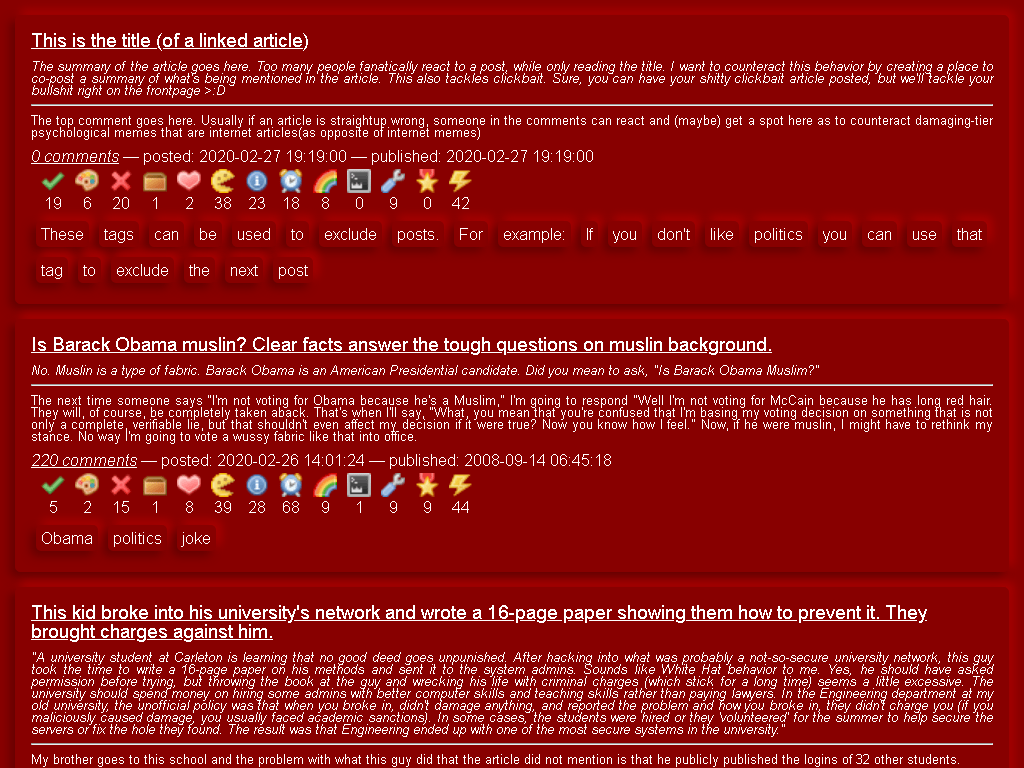 This is the title (of a linked article)
The summary of the article goes here. Too many people fanatically react to a post, while only reading the title. I want to counteract this behavior by creating a place to
co-post a summary of what's being mentioned in the article. This also tackles clickbait. Sure, you can have your shitty clickbait article posted, but we'll tackle your
bullshit right on the frontpage >:D
The top comment goes here. Usually if an article is straightup wrong, someone in the comments can react and (maybe) get a spot here as to counteract damaging-tier
psychological memes that are internet articles(as opposite of internet memes)
0 comments — posted: 2020-02-27 19:19:00 — published: 2020-02-27 19:19:00
19 6 20 1 2 38 23 18 8 0 9 0 42
These tags can be used to exclude posts. For example: If you don't like politics you can use that
tag to exclude the next post
Is Barack Obama muslin? Clear facts answer the tough questions on muslin background.
No. Muslin is a type of fabric. Barack Obama is an American Presidential candidate. Did you mean to ask, "Is Barack Obama Muslim?"
The next time someone says "I'm not voting for Obama because he's a Muslim," I'm going to respond "Well I'm not voting for McCain because he has long red hair.
They will, of course, be completely taken aback. That's when I'll say, "What, you mean that you're confused that I'm basing my voting decision on something that is not
only a complete, verifiable lie, but that shouldn't even affect my decision if it were true? Now you know how I feel." Now, if he were muslin, I might have to rethink my
stance. No way I'm going to vote a wussy fabric like that into office.
220 comments — posted: 2020-02-26 14:01:24 — published: 2008-09-14 06:45:18
5 2 15 1 8 39 28 68 9 1 9 9 44
Obama politics joke
This kid broke into his university's network and wrote a 16-page paper showing them how to prevent it. They
brought charges against him.
"A university student at Carleton is learning that no good deed goes unpunished. After hacking into what was probably a not-so-secure university network, this guy
took the time to write a 16-page paper on his methods and sent it to the system admins. Sounds like White Hat behavior to me. Yes, he should have asked
permission before trying, but throwing the book at the guy and wrecking his life with criminal charges (which stick for a long time) seems a little excessive. The
university should spend money on hiring some admins with better computer skills and teaching skills rather than paying lawyers. In the Engineering department at my
old university, the unofficial policy was that when you broke in, didn't damage anything, and reported the problem and how you broke in, they didn't charge you (if you
maliciously caused damage, you usually faced academic sanctions). In some cases, the students were hired or they 'volunteered' for the summer to help secure the
servers or fix the hole they found. The result was that Engineering ended up with one of the most secure systems in the university."
My brother goes to this school and the problem with what this guy did that the article did not mention is that he publicly published the logins of 32 other students.